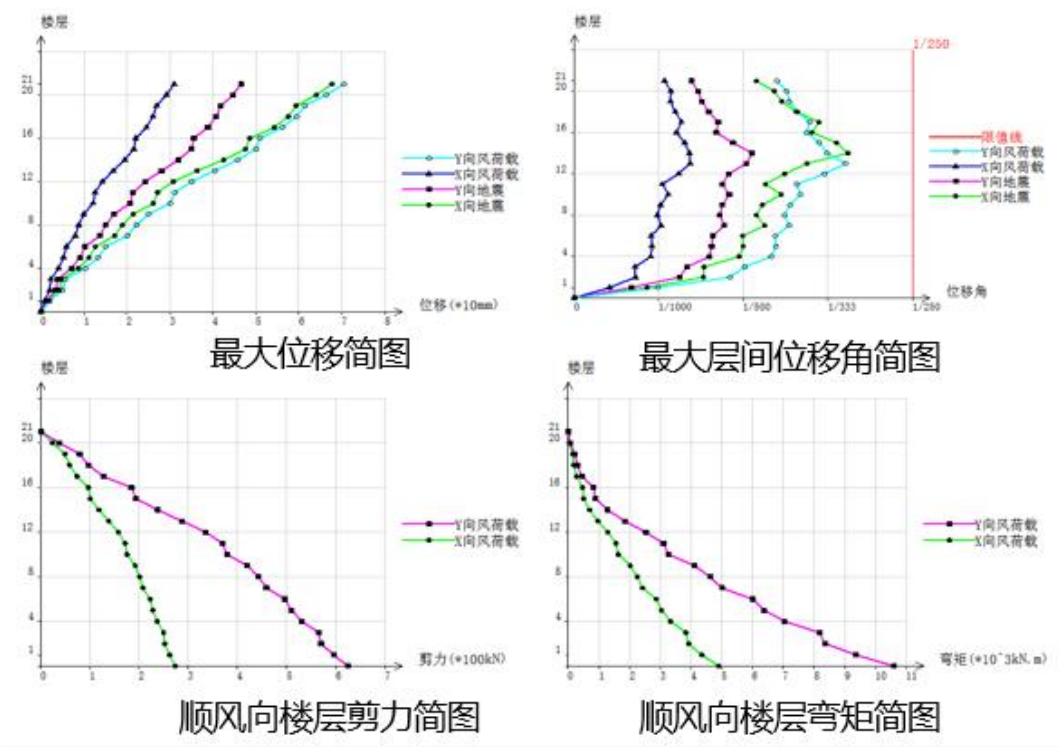 楼层
21
20
16
12
8
4
1
0 1 2 3 4 5 6 7 8
位移(*10mm)
Y向风荷载
X向风荷载
Y向地震
X向地震
最大位移简图
楼层
1/250
21
20
16
12
8
4
1
0 1/1000 1/500 1/333 1/250
位移角
限值线
Y向风荷载
X向风荷载
Y向地震
X向地震
最大层间位移角简图
楼层
21
20
16
12
8
4
1
0 1 2 3 4 5 6 7
剪力(*100kN)
Y向风荷载
X向风荷载
顺风向楼层剪力简图
楼层
21
20
16
12
8
4
1
0 1 2 3 4 5 6 7 8 9 10 11
弯矩(*10^3kN.m)
Y向风荷载
X向风荷载
顺风向楼层弯矩简图